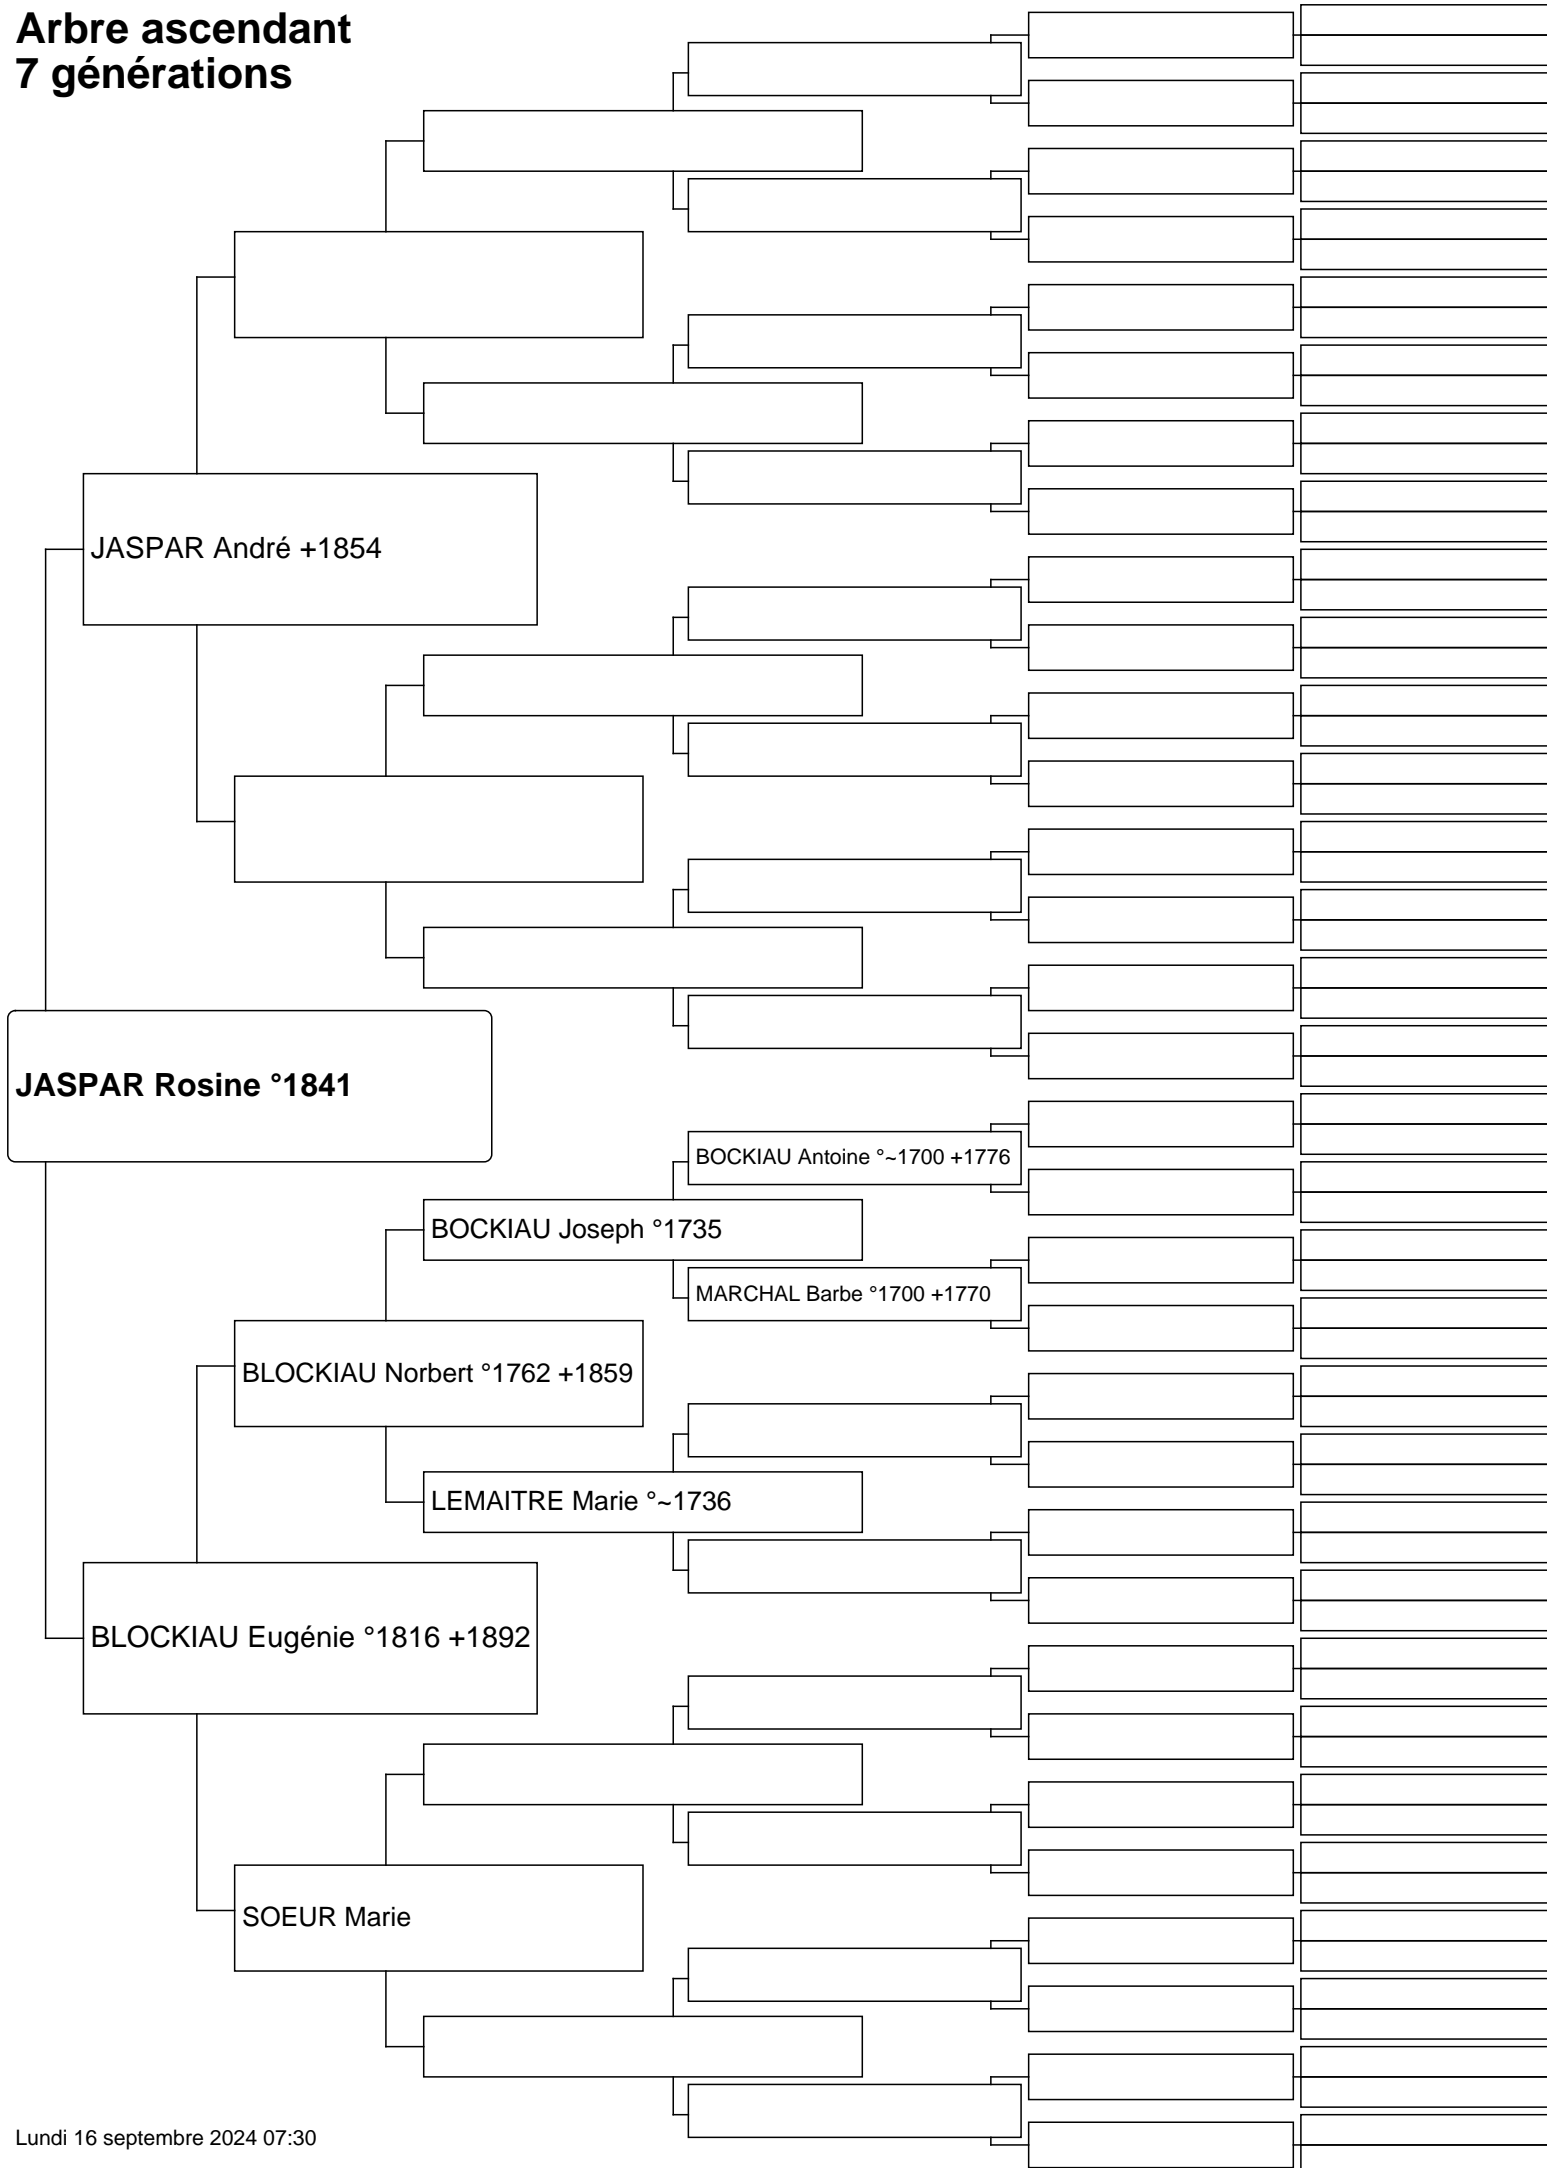 Arbre ascendant
7 générations
JASPAR André +1854
JASPAR Rosine °1841
BOCKIAU Antoine °~1700 +1776
BOCKIAU Joseph °1735
MARCHAL Barbe °1700 +1770
BLOCKIAU Norbert °1762 +1859
LEMAITRE Marie °~1736
BLOCKIAU Eugénie °1816 +1892
SOEUR Marie
Lundi 16 septembre 2024 07:30